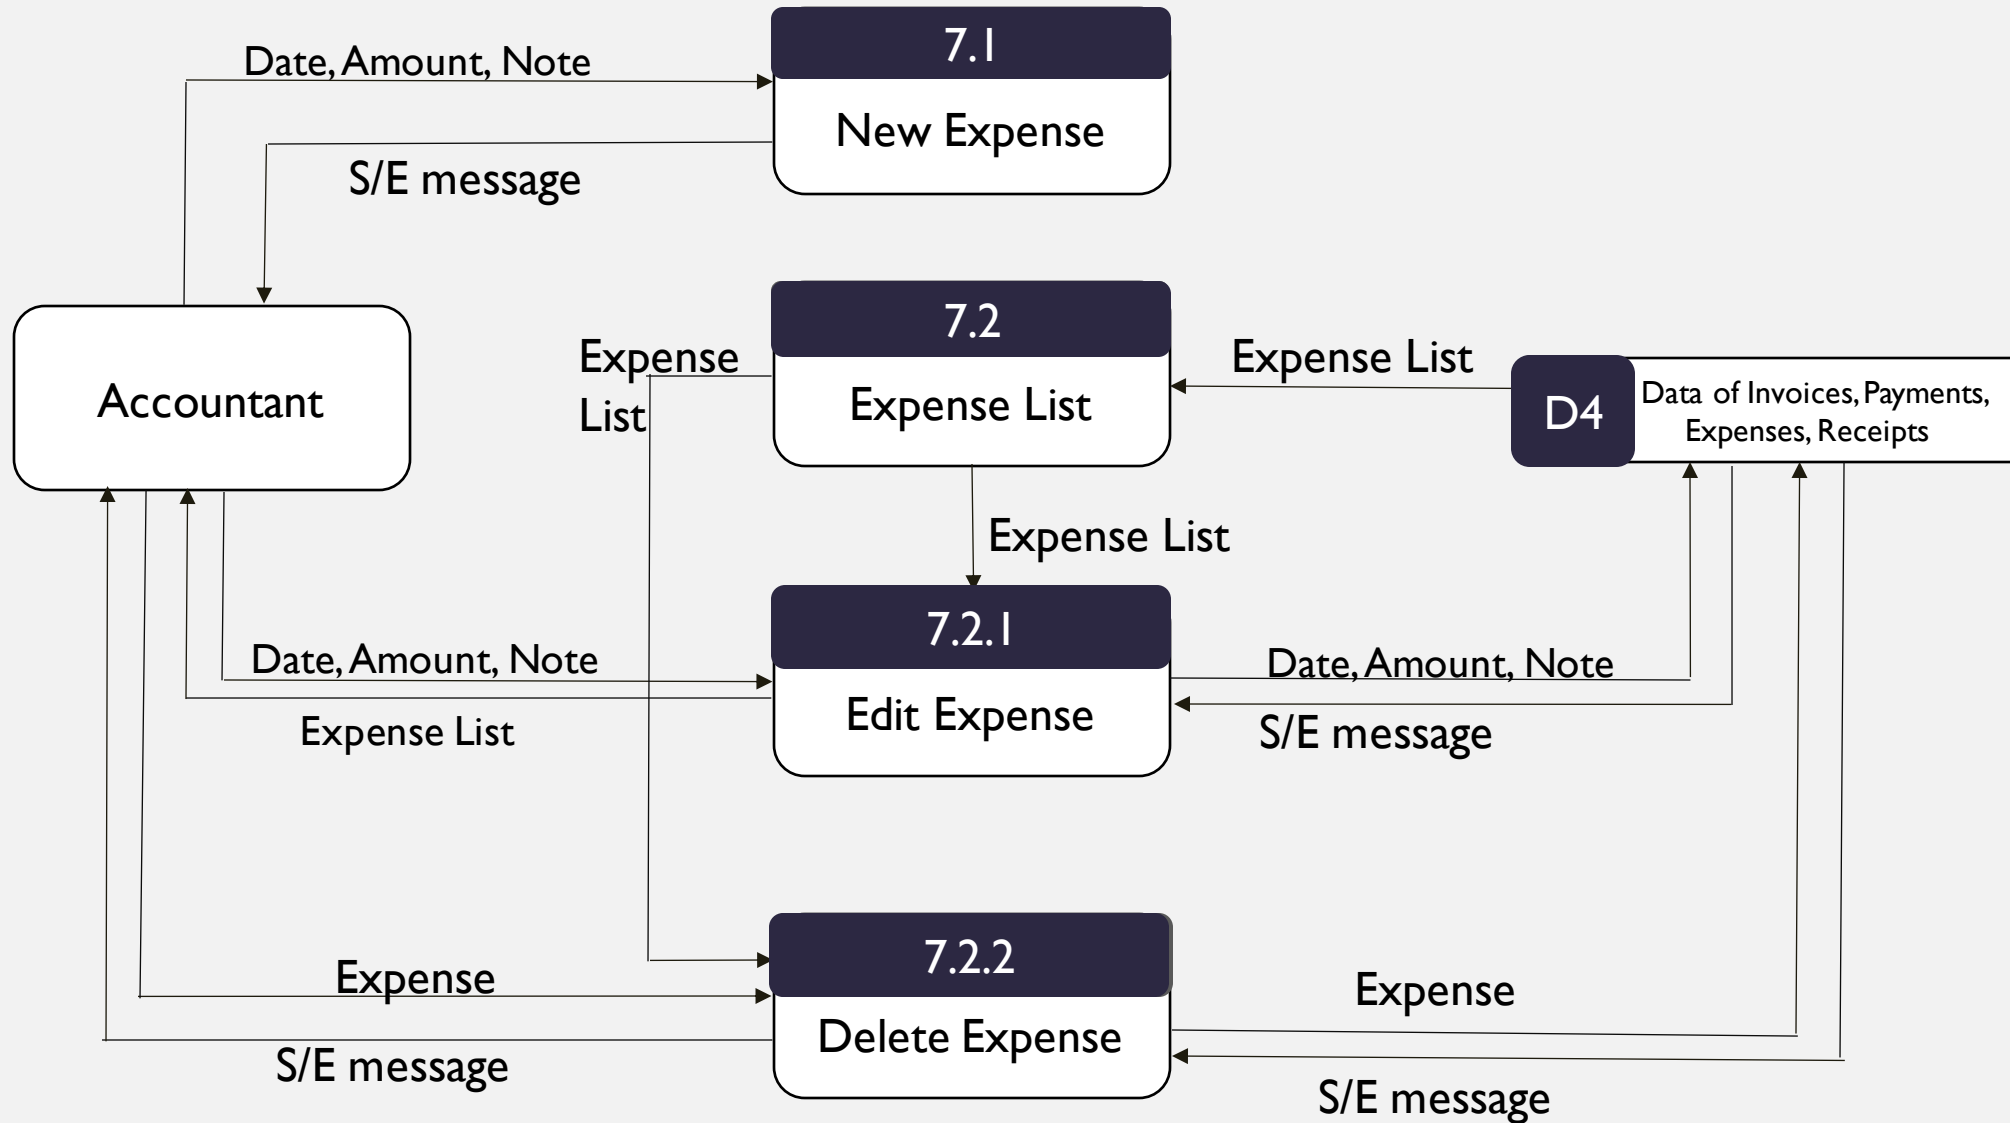 7.1
Date, Amount, Note
New Expense
S/E message
7.2
Expense
List
Expense List
Expense List
Accountant
D4
Data of Invoices, Payments,
Expenses, Receipts
Expense List
7.2.1
Date, Amount, Note
Date, Amount, Note
Edit Expense
Expense List
S/E message
7.2.2
Expense
Expense
Delete Expense
S/E message
S/E message